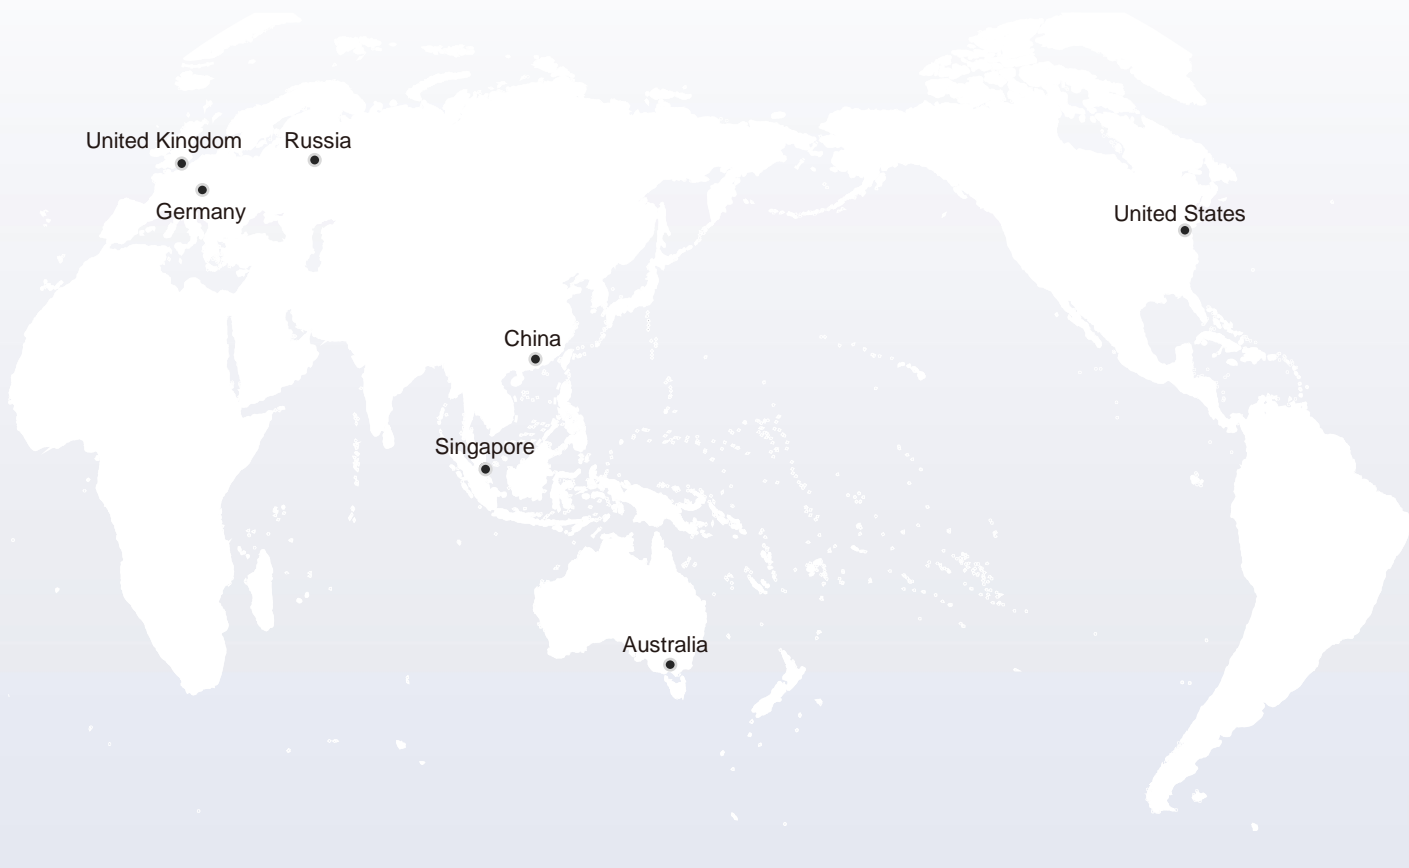 United Kingdom
Russia
Germany
United States
China
Singapore
Australia